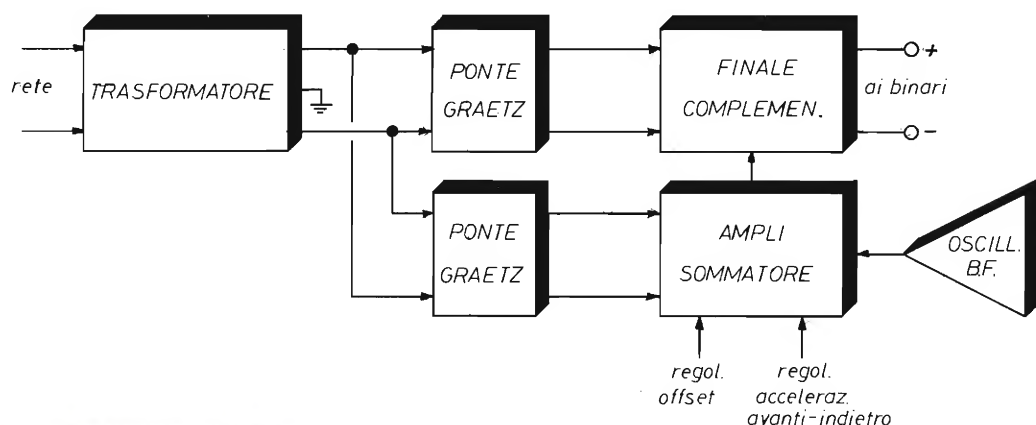 rete
TRASFORMATORE
PONTE
GRAETZ
FINALE
COMPLEMEN.
+
ai binari
-
PONTE
GRAETZ
AMPLI
SOMMATORE
OSCILL.
B.F.
regol.
offset
regol.
acceleraz.
avanti-indietro